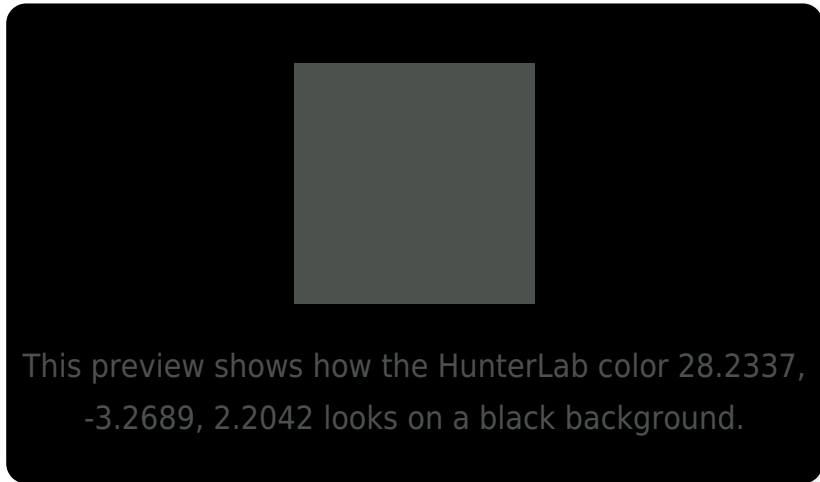 This preview shows how the HunterLab color 28.2337,
-3.2689, 2.2042 looks on a black background.